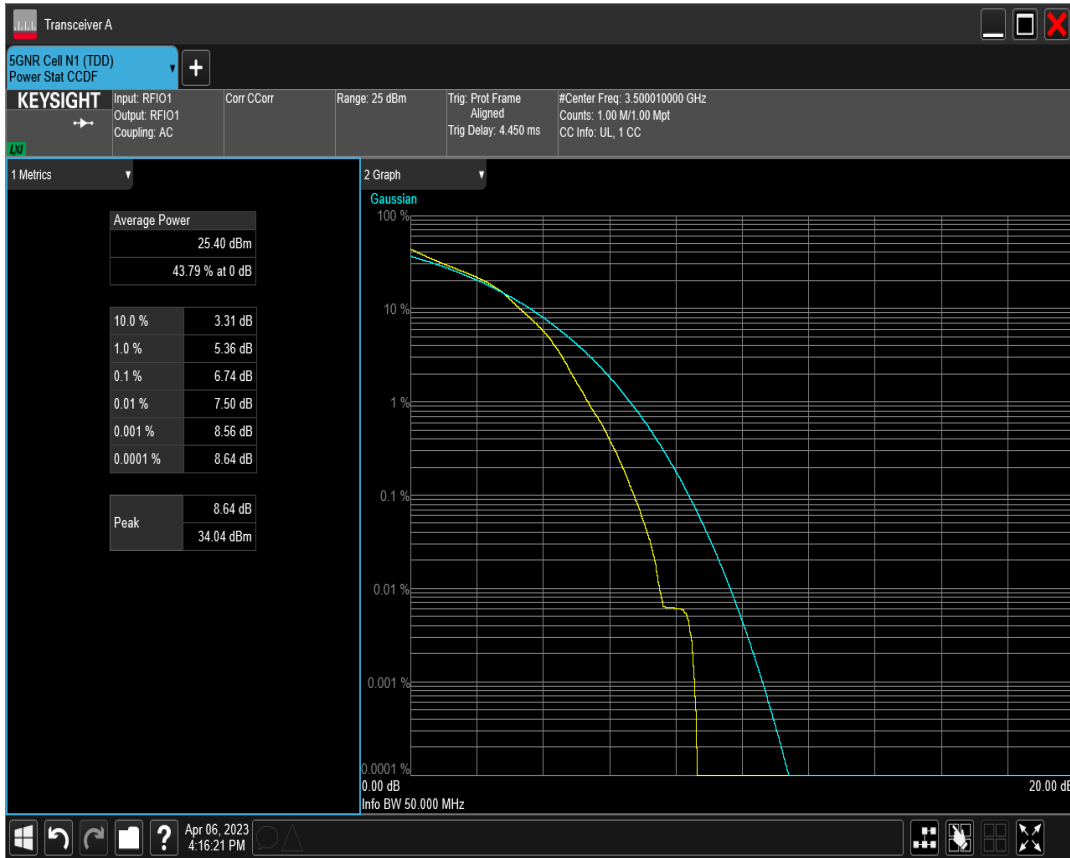 Transceiver A
5GNR Cell N1 (TDD)
Power Stat CCDF
KEYSIGHT
LXI
Input: RFIO1
Output: RFIO1
Coupling: AC
Corr CCorr
Range: 25 dBm
Trig: Prot Frame
Aligned
Trig Delay: 4.450 ms
#Center Freq: 3.500010000 GHz
Counts: 1.00 M/1.00 Mpt
CC Info: UL, 1 CC
1 Metrics
Average Power
25.40 dBm
43.79 % at 0 dB
10.0 % 3.31 dB
1.0 % 5.36 dB
0.1 % 6.74 dB
0.01 % 7.50 dB
0.001 % 8.56 dB
0.0001 % 8.64 dB
Peak
8.64 dB
34.04 dBm
2 Graph
Gaussian
100 %
10 %
1 %
0.1 %
0.01 %
0.001 %
0.0001 %
0.00 dB
20.00 dB
Info BW 50.000 MHz
?
Apr 06, 2023
4:16:21 PM